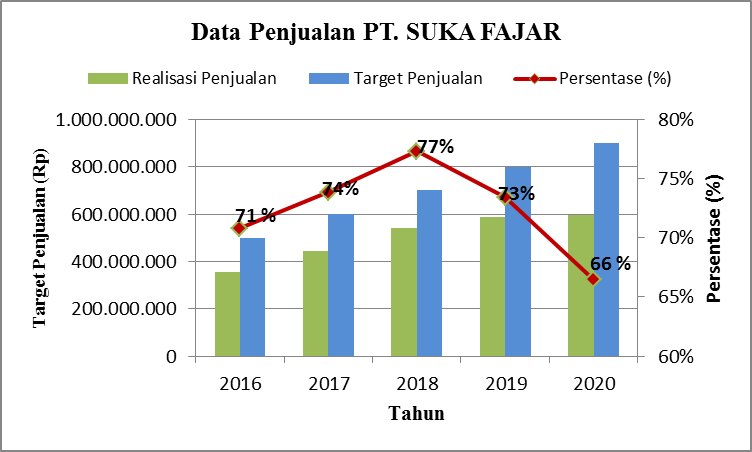 Data Penjualan PT. SUKA FAJAR
Realisasi Penjualan Target Penjualan Persentase (%)
Target Penjualan (Rp)
1.000.000.000
800.000.000
600.000.000
400.000.000
200.000.000
0
71 %
74%
77%
73%
66 %
80%
75%
70%
65%
60%
Persentase (%)
2016 2017 2018 2019 2020
Tahun